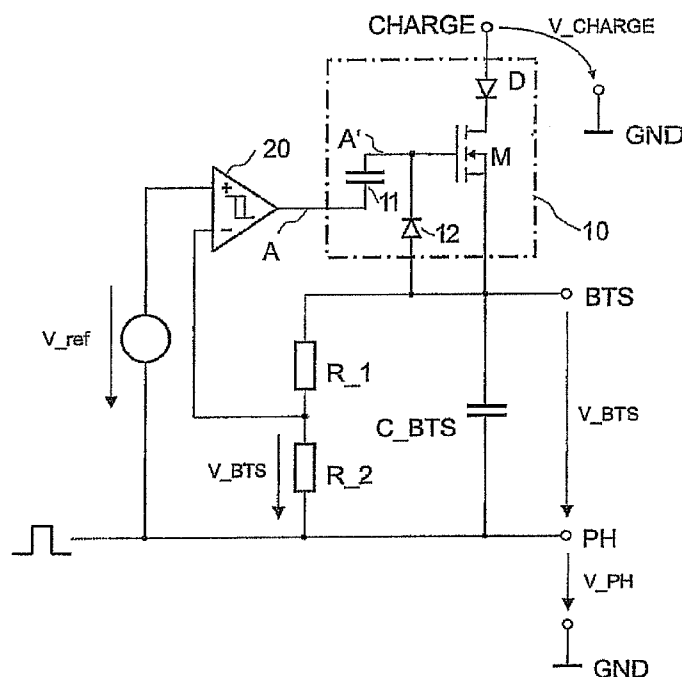 CHARGE
V_CHARGE
D
GND
A'
M
20
11
+
-
12
10
A
BTS
V_ref
R_1
C_BTS
V_BTS
V_BTS
R_2
PH
V_PH
GND